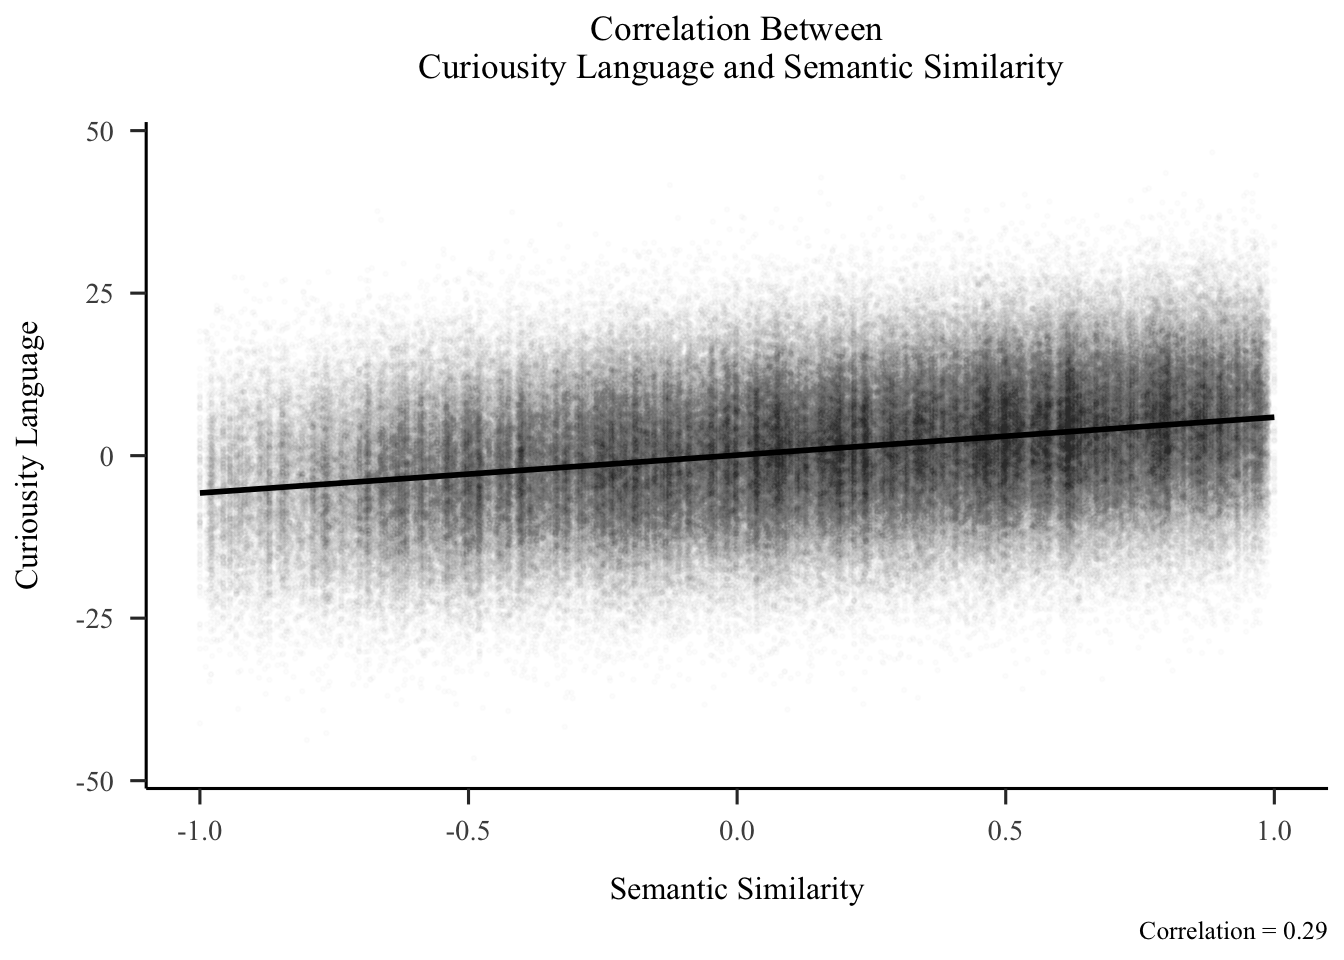 Correlation Between
Curiousity Language and Semantic Similarity
50
25
0
-25
-50
Curiousity Language
-1.0 -0.5 0.0 0.5 1.0
Semantic Similarity
Correlation = 0.29